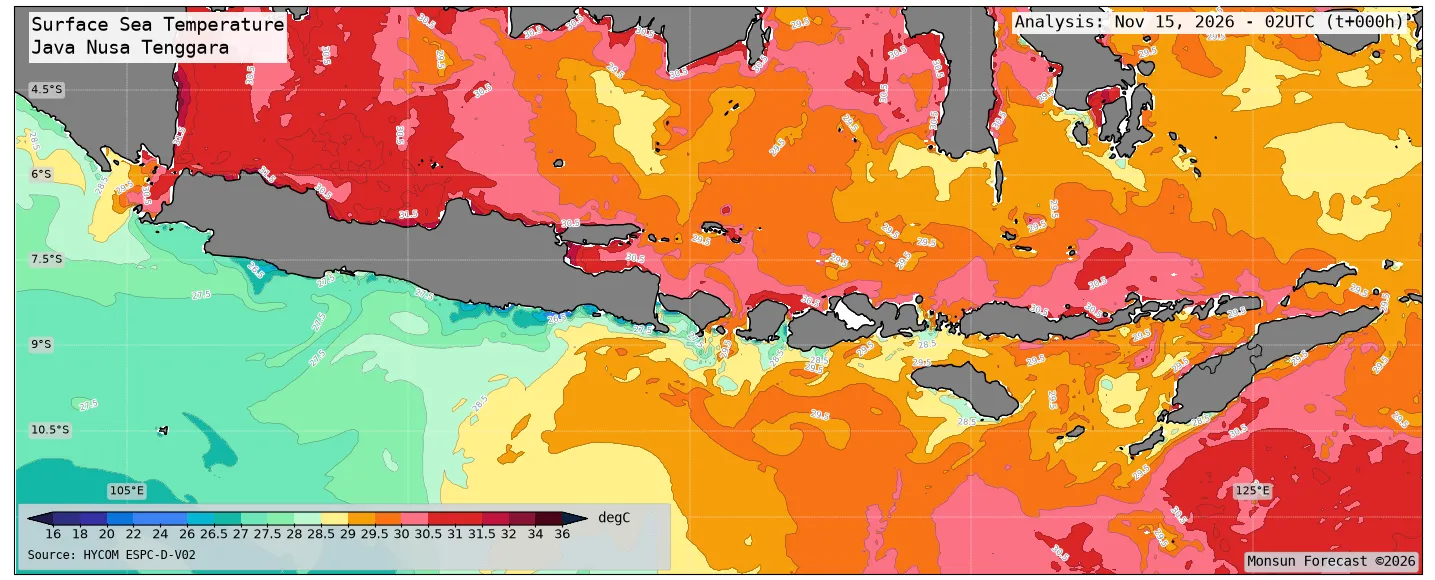 Surface Sea Temperature
Java Nusa Tenggara
Analysis: Nov 15, 2026 - 02UTC (t+000h)
4.5°S
6°S
7.5°S
9°S
10.5°S
105°E
125°E
16 18 20 22 24 26 26.5 27 27.5 28 28.5 29 29.5 30 30.5 31 31.5 32 34 36
degC
Source: HYCOM ESPC-D-V02
Monsun Forecast ©2026